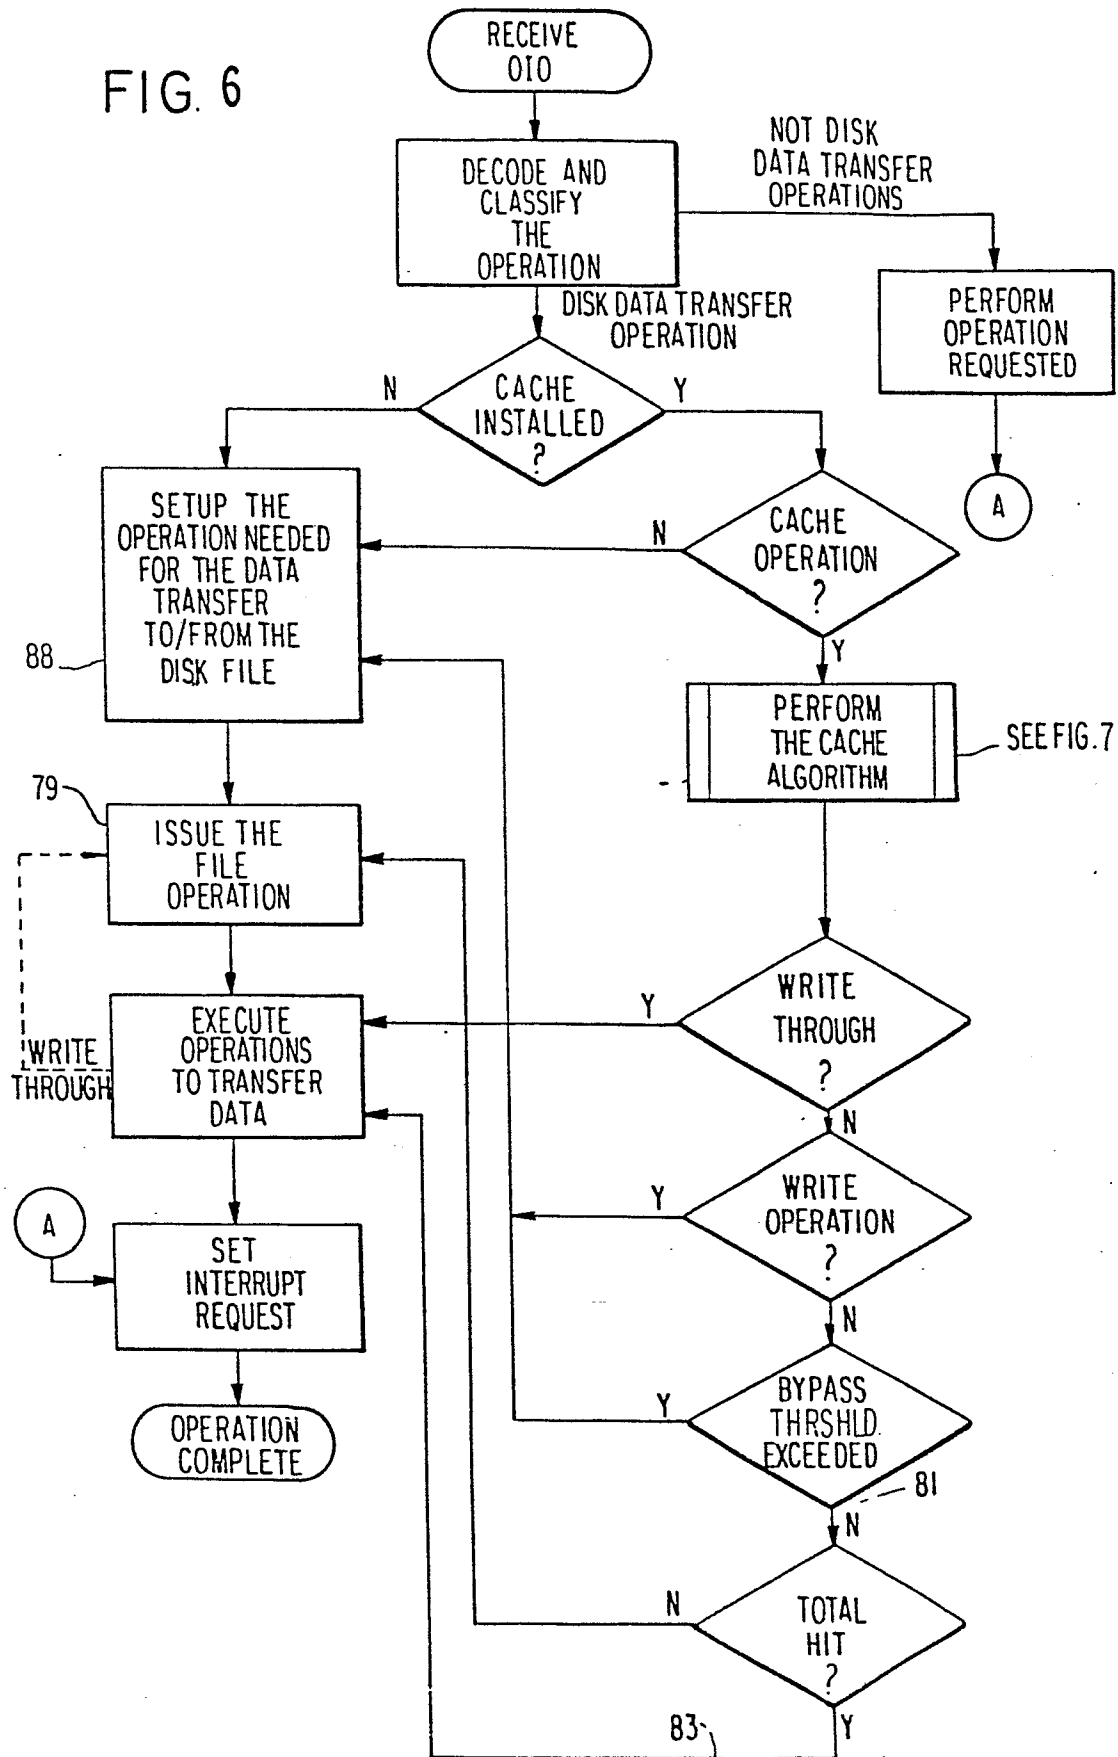 FIG. 6
RECEIVE
OIO
DECODE AND
CLASSIFY
THE
OPERATION
NOT DISK
DATA TRANSFER
OPERATIONS
PERFORM
OPERATION
REQUESTED
A
DISK DATA TRANSFER
OPERATION
N
CACHE
INSTALLED
?
Y
SETUP THE
OPERATION NEEDED
FOR THE DATA
TRANSFER
TO/FROM THE
DISK FILE
88
N
CACHE
OPERATION
?
Y
PERFORM
THE CACHE
ALGORITHM
SEE FIG. 7
79
ISSUE THE
FILE
OPERATION
WRITE
THROUGH
EXECUTE
OPERATIONS
TO TRANSFER
DATA
Y
WRITE
THROUGH
?
N
Y
WRITE
OPERATION
?
N
A
SET
INTERRUPT
REQUEST
OPERATION
COMPLETE
Y
BYPASS
THRSHLD.
EXCEEDED
81
N
N
TOTAL
HIT
?
Y
83